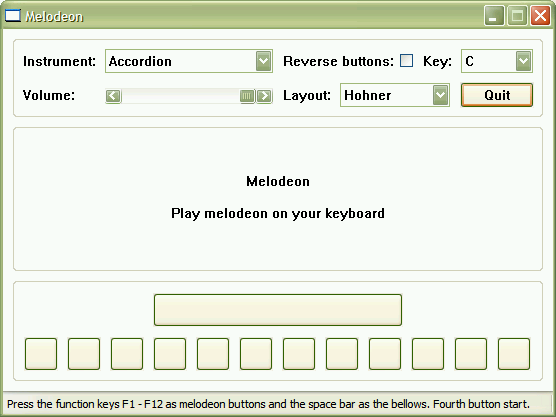 Melodeon
Instrument: Accordion Reverse buttons: Key: C
Volume: Layout: Hohner Quit
Melodeon
Play melodeon on your keyboard
Press the function keys F1 - F12 as melodeon buttons and the space bar as the bellows. Fourth button start.